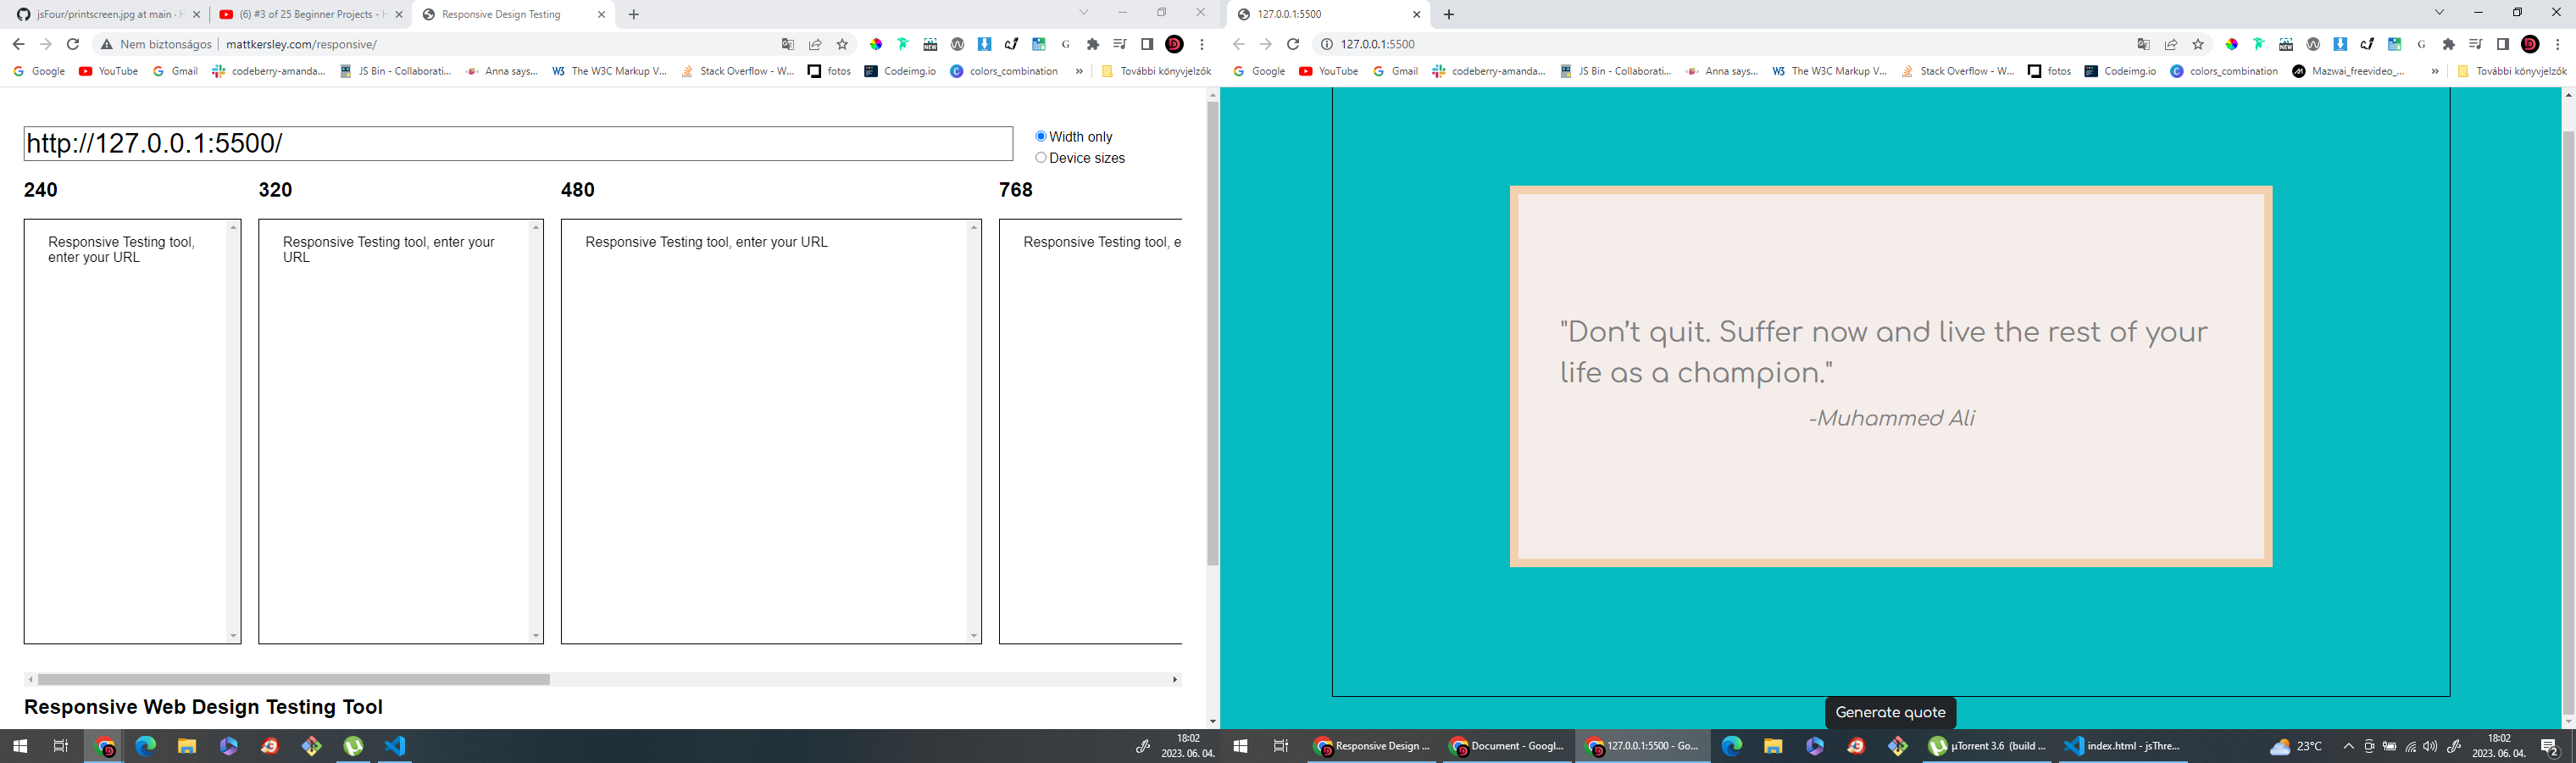 jsFour/printscreen.jpg at main · H
(6) #3 of 25 Beginner Projects - H
Responsive Design Testing
Nem biztonságos
mattkersley.com/responsive/
Google
YouTube
Gmail
codeberry-amanda...
JS Bin - Collaborati...
Anna says...
W3 The W3C Markup V...
Stack Overflow - W...
fotos
Codeimg.io
colors_combination
»
További könyvjelzők
http://127.0.0.1:5500/
Width only
Device sizes
240
320
480
768
Responsive Testing tool,
enter your URL
Responsive Testing tool, enter your
URL
Responsive Testing tool, enter your URL
Responsive Testing tool, e
Responsive Web Design Testing Tool
18:02
2023. 06. 04.
127.0.0.1:5500
127.0.0.1:5500
Google
YouTube
Gmail
codeberry-amanda...
JS Bin - Collaborati...
Anna says...
W3 The W3C Markup V...
Stack Overflow - W...
fotos
Codeimg.io
colors_combination
Mazwai_freevideo_...
»
További könyvjelzők
"Don't quit. Suffer now and live the rest of your
life as a champion."
-Muhammed Ali
Generate quote
Responsive Design ...
Document - Googl...
127.0.0.1:5500 - Go...
µTorrent 3.6 (build ...
index.html - jsThre...
23°C
18:02
2023. 06. 04.
2